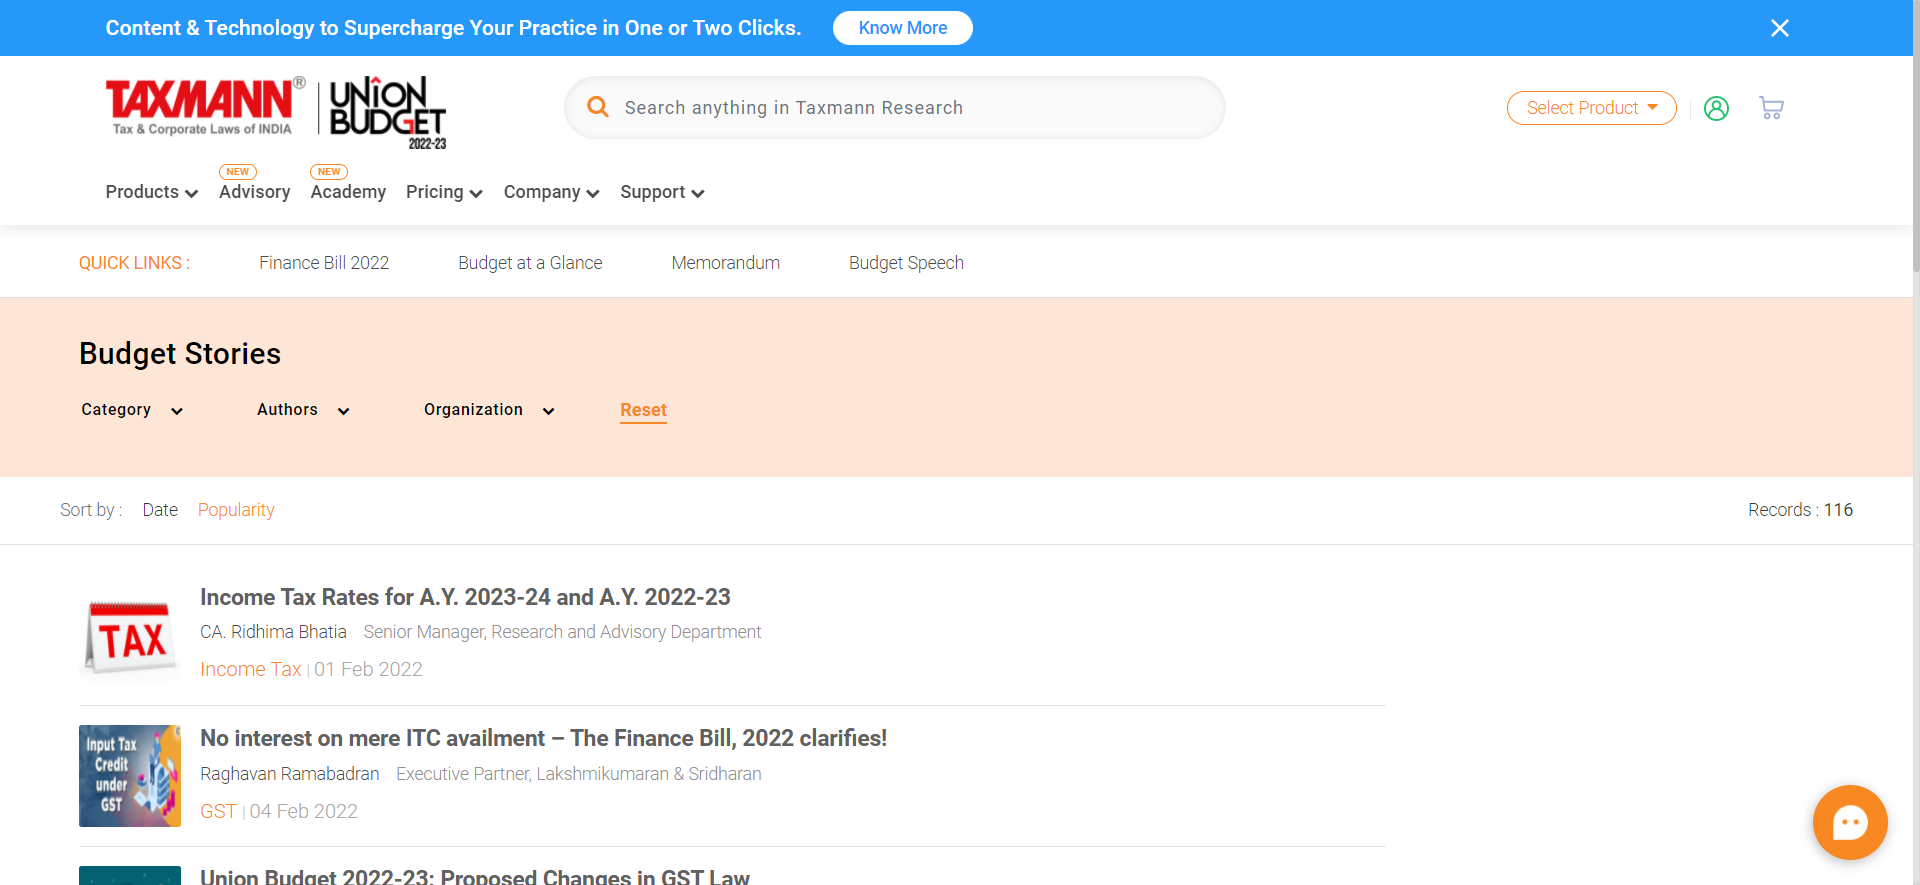 Content & Technology to Supercharge Your Practice in One or Two Clicks.
Know More
TAXMANN®
Tax & Corporate Laws of INDIA
UNION
BUDGET
2022-23
Search anything in Taxmann Research
Select Product
NEW
NEW
Products
Advisory
Academy
Pricing
Company
Support
QUICK LINKS :
Finance Bill 2022
Budget at a Glance
Memorandum
Budget Speech
Budget Stories
Category
Authors
Organization
Reset
Sort by :
Date
Popularity
Records : 116
TAX
Income Tax Rates for A.Y. 2023-24 and A.Y. 2022-23
CA. Ridhima Bhatia Senior Manager, Research and Advisory Department
Income Tax | 01 Feb 2022
Input Tax
Credit
under
GST
No interest on mere ITC availment – The Finance Bill, 2022 clarifies!
Raghavan Ramabadran Executive Partner, Lakshmikumaran & Sridharan
GST | 04 Feb 2022
Union Budget 2022-23: Proposed Changes in GST Law